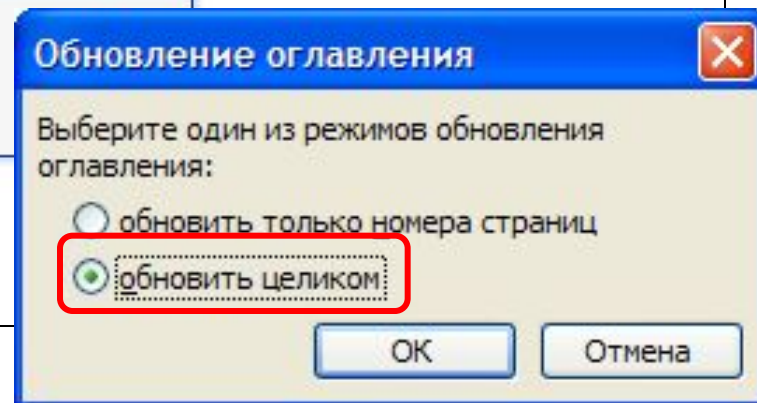 Обновление оглавления
Выберите один из режимов обновления
оглавления:
обновить только номера страниц
обновить целиком
ОК
Отмена